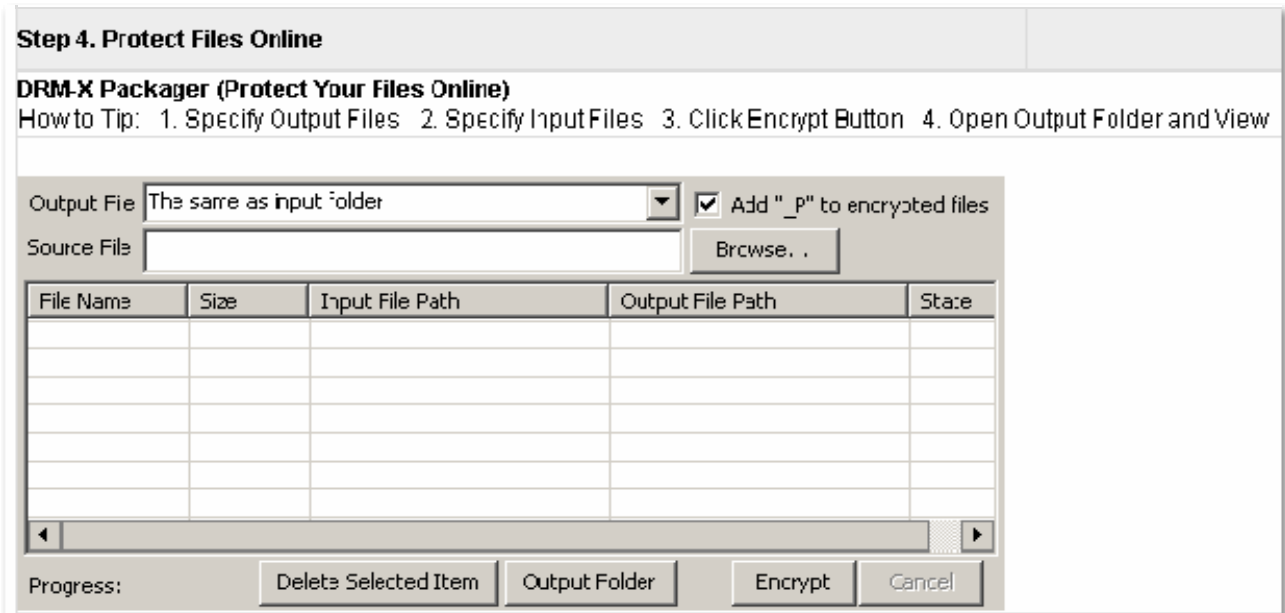 Step 4. Protect Files Online
DRM-X Packager (Protect Your Files Online)
How to Tip: 1. Specify Output Files 2. Specify Input Files 3. Click Encrypt Button 4. Open Output Folder and View
Output File The same as input folder Add "_P" to encrypted files
Source File Browse...
File Name Size Input File Path Output File Path State
Progress: Delete Selected Item Output Folder Encrypt Cancel